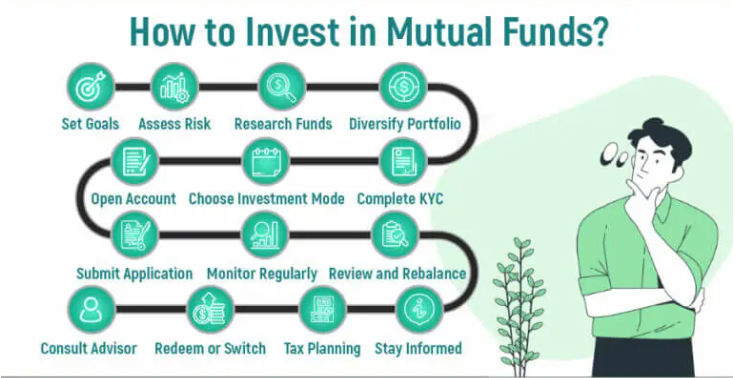 How to Invest in Mutual Funds?
Set Goals
Assess Risk
Research Funds
Diversify Portfolio
Open Account
Choose Investment Mode
Complete KYC
Submit Application
Monitor Regularly
Review and Rebalance
Consult Advisor
Redeem or Switch
Tax Planning
Stay Informed